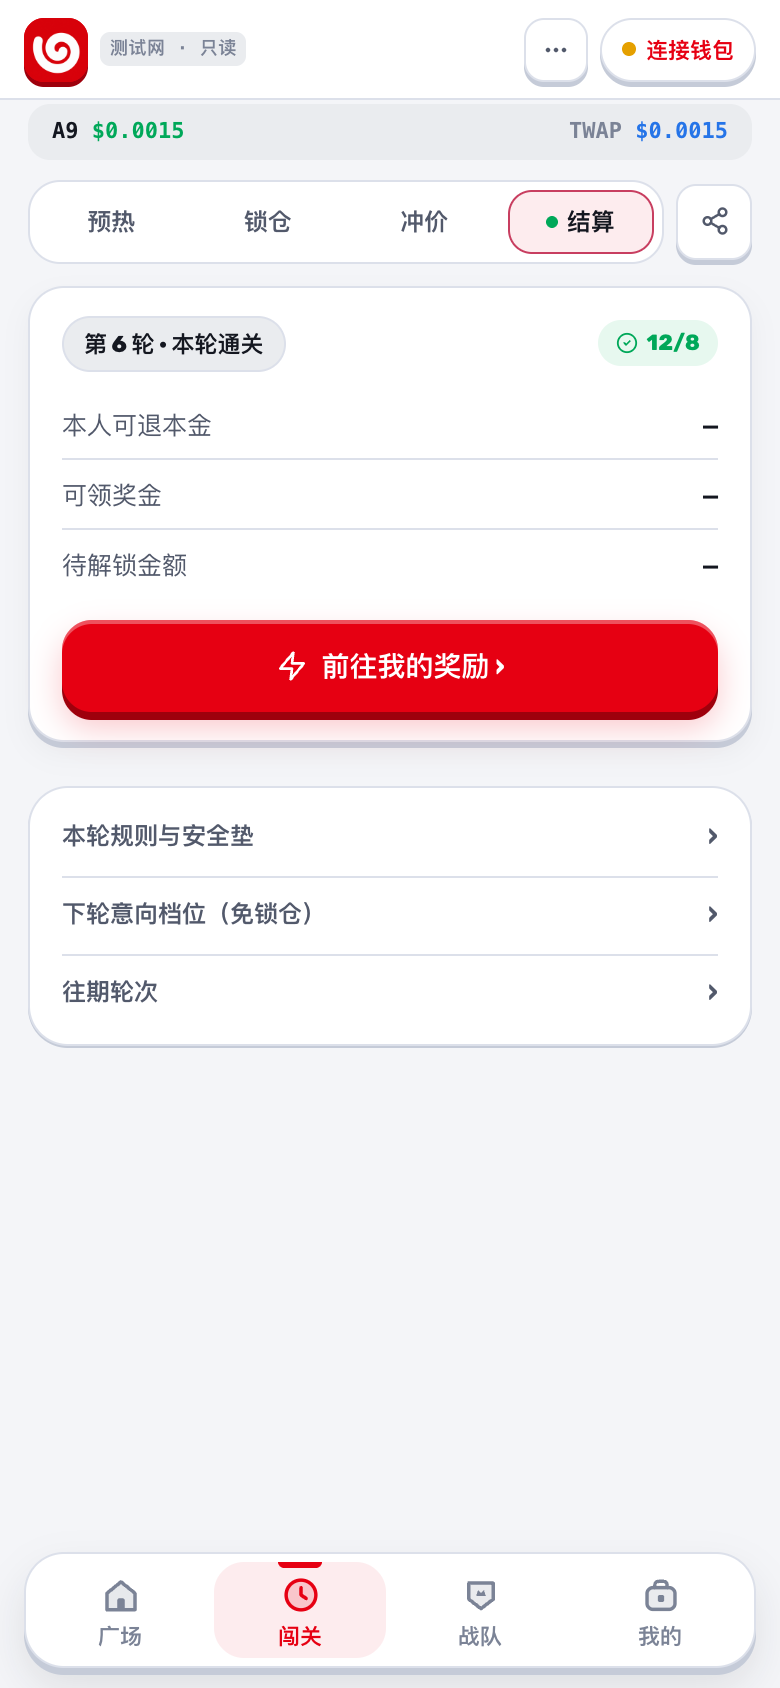 测试网 · 只读
···
连接钱包
A9 $0.0015
TWAP $0.0015
预热
锁仓
冲价
结算
第 6 轮 • 本轮通关
12/8
本人可退本金
–
可领奖金
–
待解锁金额
–
前往我的奖励 ›
本轮规则与安全垫 ›
下轮意向档位（免锁仓） ›
往期轮次 ›
广场
闯关
战队
我的